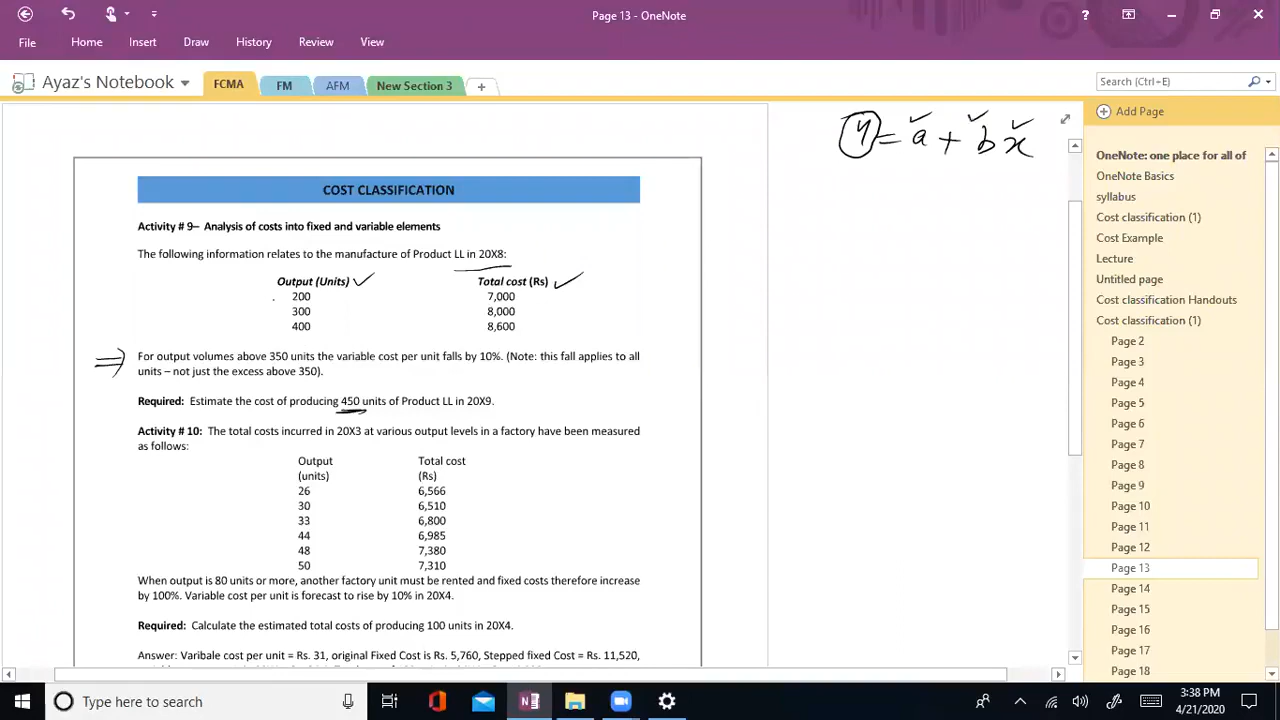 Page 13 - OneNote
File Home Insert Draw History Review View
Ayaz's Notebook FCMA FM AFM New Section 3 + Search (Ctrl+E)
Add Page
y = a + bx
COST CLASSIFICATION
Activity # 9– Analysis of costs into fixed and variable elements
The following information relates to the manufacture of Product LL in 20X8:
Output (Units) Total cost (Rs)
200 7,000
300 8,000
400 8,600
For output volumes above 350 units the variable cost per unit falls by 10%. (Note: this fall applies to all
units – not just the excess above 350).
Required: Estimate the cost of producing 450 units of Product LL in 20X9.
Activity # 10: The total costs incurred in 20X3 at various output levels in a factory have been measured
as follows:
Output Total cost
(units) (Rs)
26 6,566
30 6,510
33 6,800
44 6,985
48 7,380
50 7,310
When output is 80 units or more, another factory unit must be rented and fixed costs therefore increase
by 100%. Variable cost per unit is forecast to rise by 10% in 20X4.
Required: Calculate the estimated total costs of producing 100 units in 20X4.
Answer: Varibale cost per unit = Rs. 31, original Fixed Cost is Rs. 5,760, Stepped fixed Cost = Rs. 11,520,
OneNote: one place for all of
OneNote Basics
syllabus
Cost classification (1)
Cost Example
Lecture
Untitled page
Cost classification Handouts
Cost classification (1)
Page 2
Page 3
Page 4
Page 5
Page 6
Page 7
Page 8
Page 9
Page 10
Page 11
Page 12
Page 13
Page 14
Page 15
Page 16
Page 17
Page 18
Type here to search
3:38 PM
4/21/2020